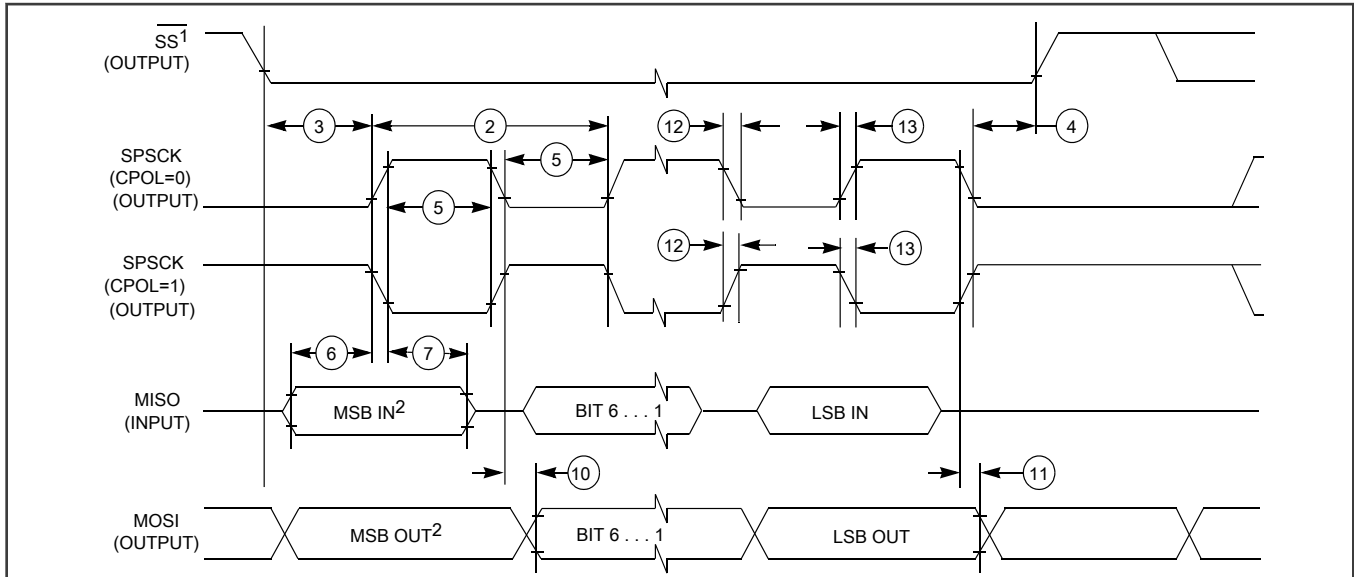 SS1
(OUTPUT)
3
2
12
13
4
SPSCK
(CPOL=0)
(OUTPUT)
5
5
12
13
SPSCK
(CPOL=1)
(OUTPUT)
6
7
MISO
(INPUT)
MSB IN2
BIT 6 . . . 1
LSB IN
10
11
MOSI
(OUTPUT)
MSB OUT2
BIT 6 . . . 1
LSB OUT